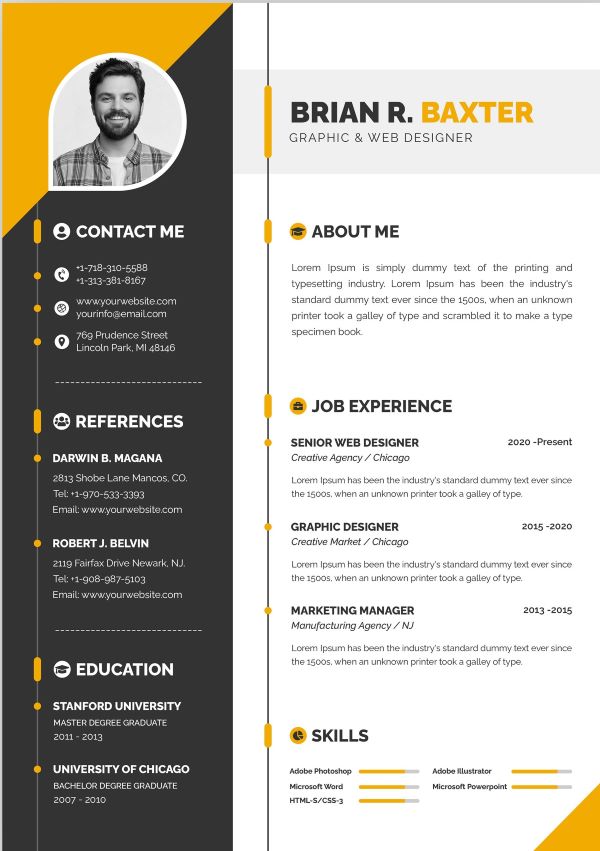 BRIAN R. BAXTER
GRAPHIC & WEB DESIGNER
CONTACT ME
+1-718-310-5588
+1-313-381-8167
www.yourwebsite.com
yourinfo@email.com
769 Prudence Street
Lincoln Park, MI 48146
REFERENCES
DARWIN B. MAGANA
2813 Shobe Lane Mancos, CO.
Tel: +1-970-533-3393
Email: www.yourwebsite.com
ROBERT J. BELVIN
2119 Fairfax Drive Newark, NJ.
Tel: +1-908-987-5103
Email: www.yourwebsite.com
EDUCATION
STANFORD UNIVERSITY
MASTER DEGREE GRADUATE
2011 - 2013
UNIVERSITY OF CHICAGO
BACHELOR DEGREE GRADUATE
2007 - 2010
ABOUT ME
Lorem Ipsum is simply dummy text of the printing and
typesetting industry. Lorem Ipsum has been the industry's
standard dummy text ever since the 1500s, when an unknown
printer took a galley of type and scrambled it to make a type
specimen book.
JOB EXPERIENCE
SENIOR WEB DESIGNER 2020 -Present
Creative Agency / Chicago
Lorem Ipsum has been the industry's standard dummy text ever since
the 1500s, when an unknown printer took a galley of type.
GRAPHIC DESIGNER 2015 -2020
Creative Market / Chicago
Lorem Ipsum has been the industry's standard dummy text ever since
the 1500s, when an unknown printer took a galley of type.
MARKETING MANAGER 2013 -2015
Manufacturing Agency / NJ
Lorem Ipsum has been the industry's standard dummy text ever since
the 1500s, when an unknown printer took a galley of type.
SKILLS
Adobe Photoshop Adobe Illustrator
Microsoft Word Microsoft Powerpoint
HTML-S/CSS-3